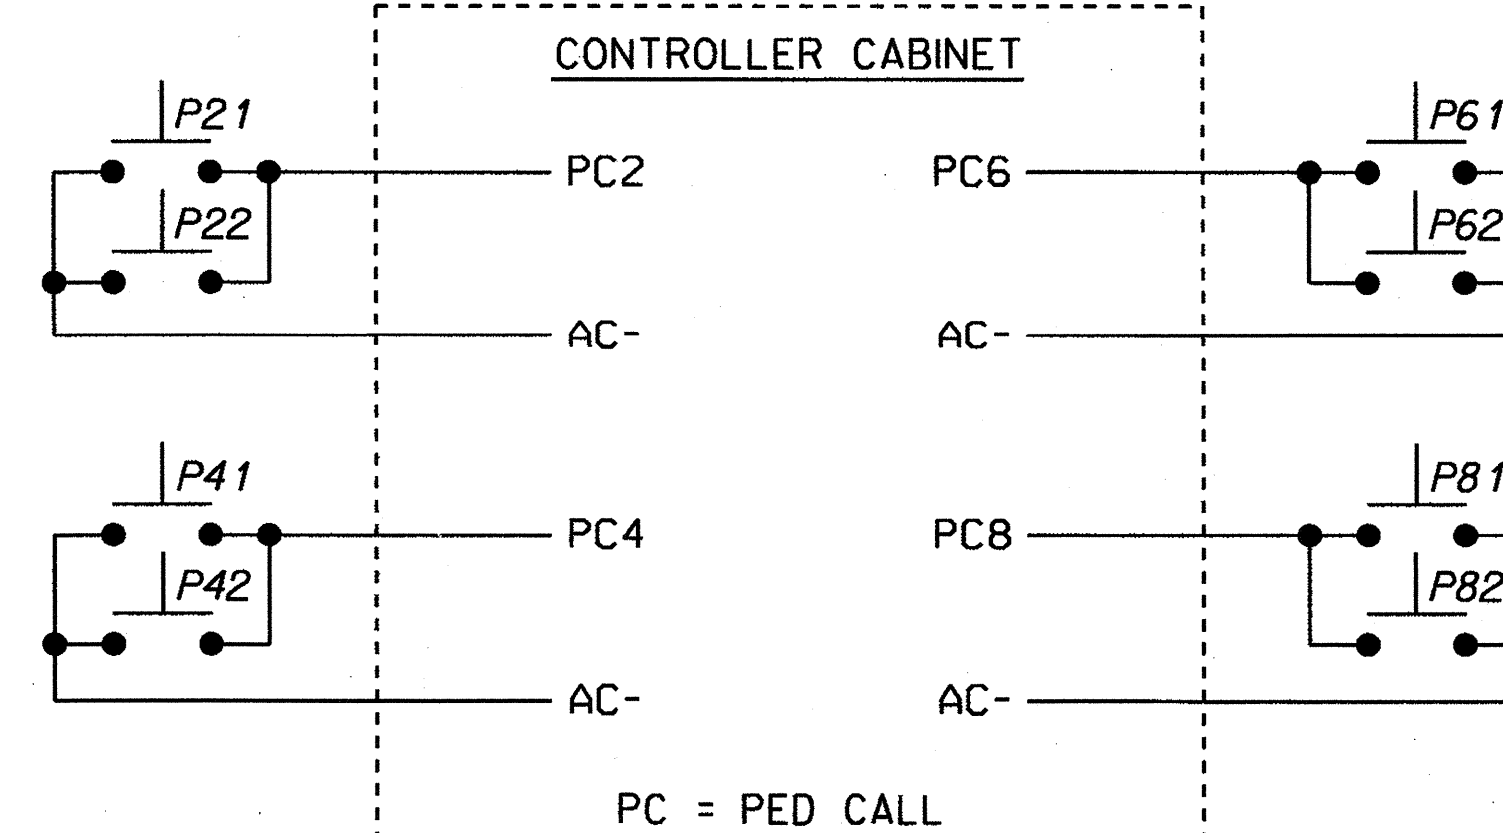 CONTROLLER CABINET
P21
P22
PC2
AC-
PC6
AC-
P61
P62
P41
P42
PC4
AC-
PC8
AC-
P81
P82
PC = PED CALL